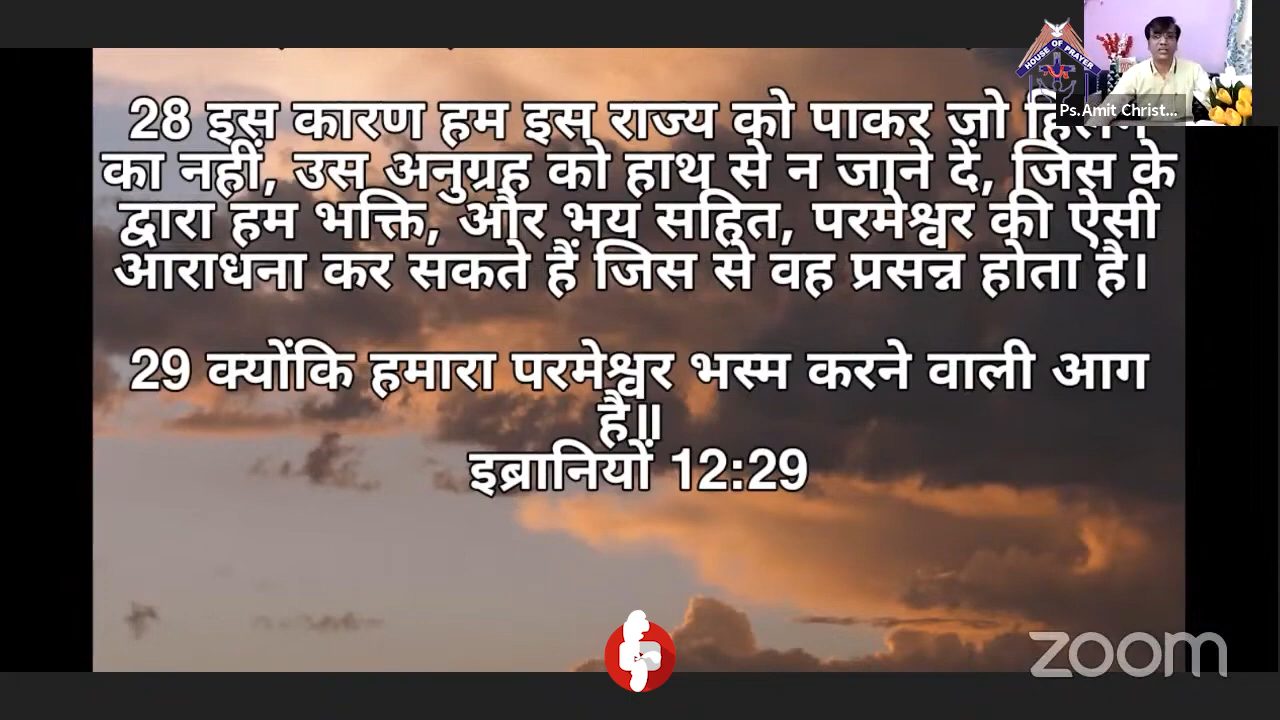 HOUSE OF PRAYER
Ps.Amit Christ...
28 इस कारण हम इस राज्य को पाकर जो
का नहीं, उस अनुग्रह को हाथ से न जाने दें, जिस के
द्वारा हम भक्ति, और भय सहित, परमेश्वर की ऐसी
आराधना कर सकते हैं जिस से वह प्रसन्न होता है।
29 क्योंकि हमारा परमेश्वर भस्म करने वाली आग
है॥
इब्रानियों 12:29
zoom